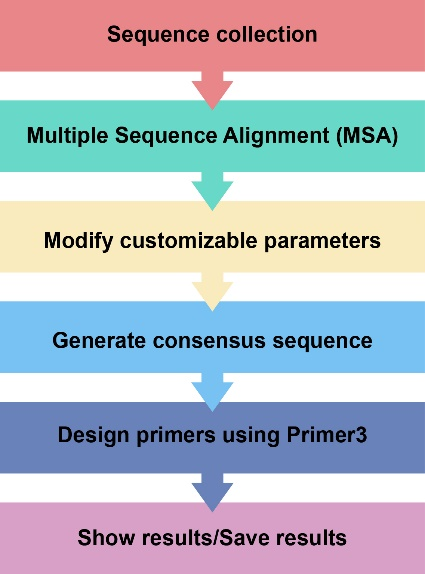 Sequence collection
Multiple Sequence Alignment (MSA)
Modify customizable parameters
Generate consensus sequence
Design primers using Primer3
Show results/Save results